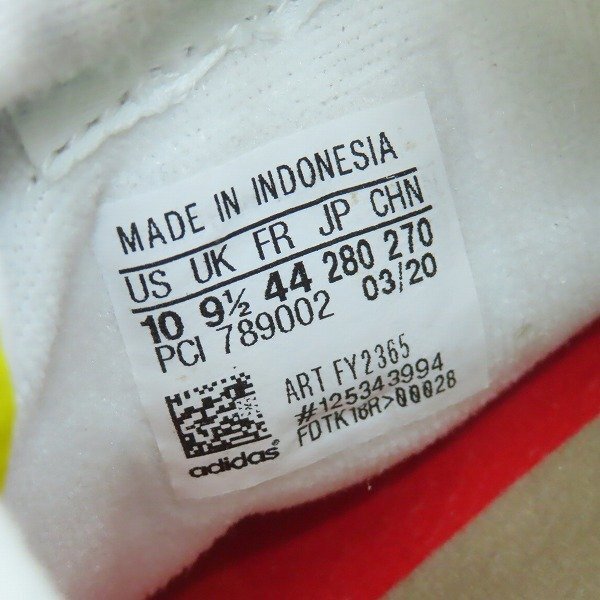 MADE IN INDONESIA
US UK FR JP CHN
10 9½ 44 280 270
PCI 789002 03/20
ART FY2365
#125343994
FDTK16R>00028
adidas®